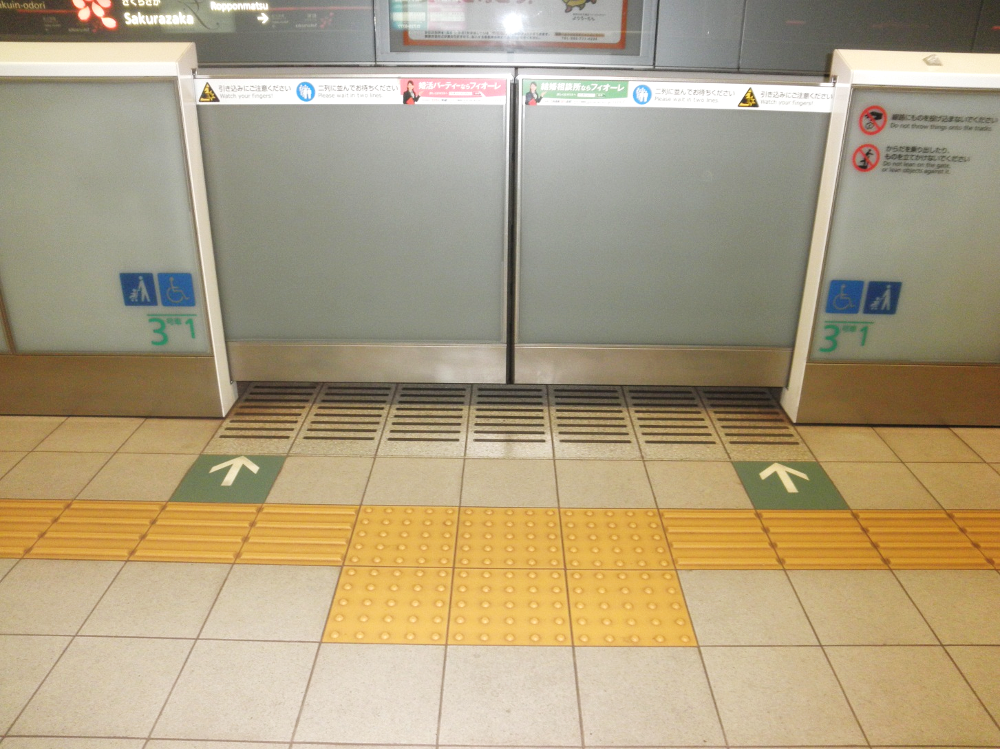 akuin-odori
さくらざか
Sakurazaka
Ropponmatsu
→
引き込みにご注意ください
Watch your fingers!
二列に並んでお待ちください
Please wait in two lines.
婚活パーティーならフィオーレ
結婚相談所ならフィオーレ
二列に並んでお待ちください
Please wait in two lines.
引き込みにご注意ください
Watch your fingers!
線路にものを投げ込まないでください
Do not throw things onto the tracks.
からだを乗り出したり、
ものを立てかけないでください
Do not lean on the gate,
or lean objects against it.
3号車1
3号車1